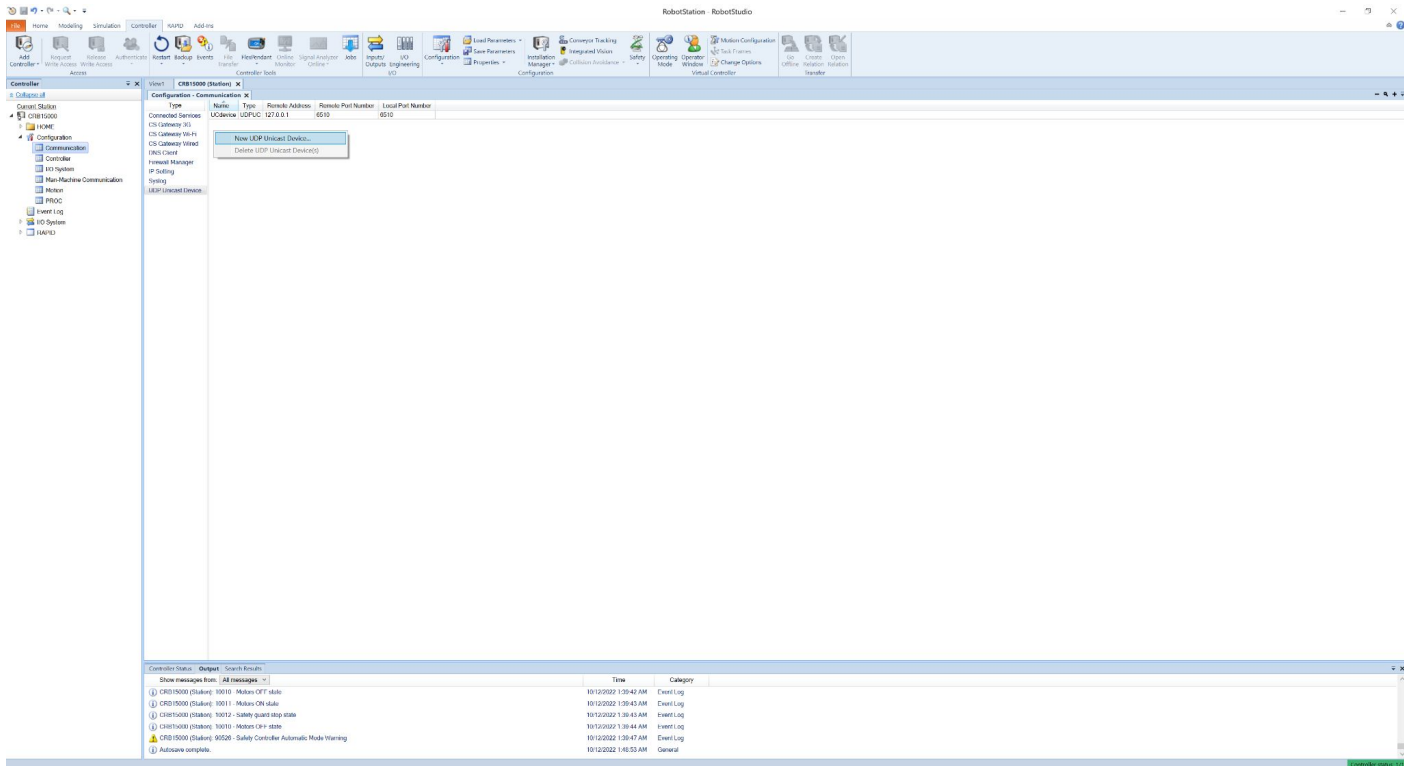 RobotStation - RobotStudio
File Home Modeling Simulation Controller RAPID Add-Ins
Add Controller
Request Write Access
Release Write Access
Authenticate
Access
Restart Backup Events
File Transfer
FlexPendant
Online Monitor
Signal Analyzer Online
Jobs
Controller Tools
Inputs/ Outputs
I/O Engineering
I/O
Configuration
Load Parameters
Save Parameters
Properties
Installation Manager
Conveyor Tracking
Integrated Vision
Collision Avoidance
Safety
Configuration
Operating Mode
Operator Window
Motion Configuration
Task Frames
Change Options
Virtual Controller
Go Offline
Create Relation
Open Relation
Transfer
Controller
Collapse all
Current Station
CRB15000
HOME
Configuration
Communication
Controller
I/O System
Man-Machine Communication
Motion
PROC
Event Log
I/O System
RAPID
View1 CRB15000 (Station) X
Configuration - Communication X
Type
Connected Services
CS Gateway 3G
CS Gateway Wi-Fi
CS Gateway Wired
DNS Client
Firewall Manager
IP Setting
Syslog
UDP Unicast Device
Name Type Remote Address Remote Port Number Local Port Number
UCdevice UDPUC 127.0.0.1 6510 6510
New UDP Unicast Device...
Delete UDP Unicast Device(s)
Controller Status Output Search Results
Show messages from: All messages Time Category
CRB15000 (Station): 10010 - Motors OFF state 10/12/2022 1:39:42 AM Event Log
CRB15000 (Station): 10011 - Motors ON state 10/12/2022 1:39:43 AM Event Log
CRB15000 (Station): 10012 - Safety guard stop state 10/12/2022 1:39:43 AM Event Log
CRB15000 (Station): 10010 - Motors OFF state 10/12/2022 1:39:44 AM Event Log
CRB15000 (Station): 90526 - Safety Controller Automatic Mode Warning 10/12/2022 1:39:47 AM Event Log
Autosave complete. 10/12/2022 1:48:53 AM General
Controller status: 1/1